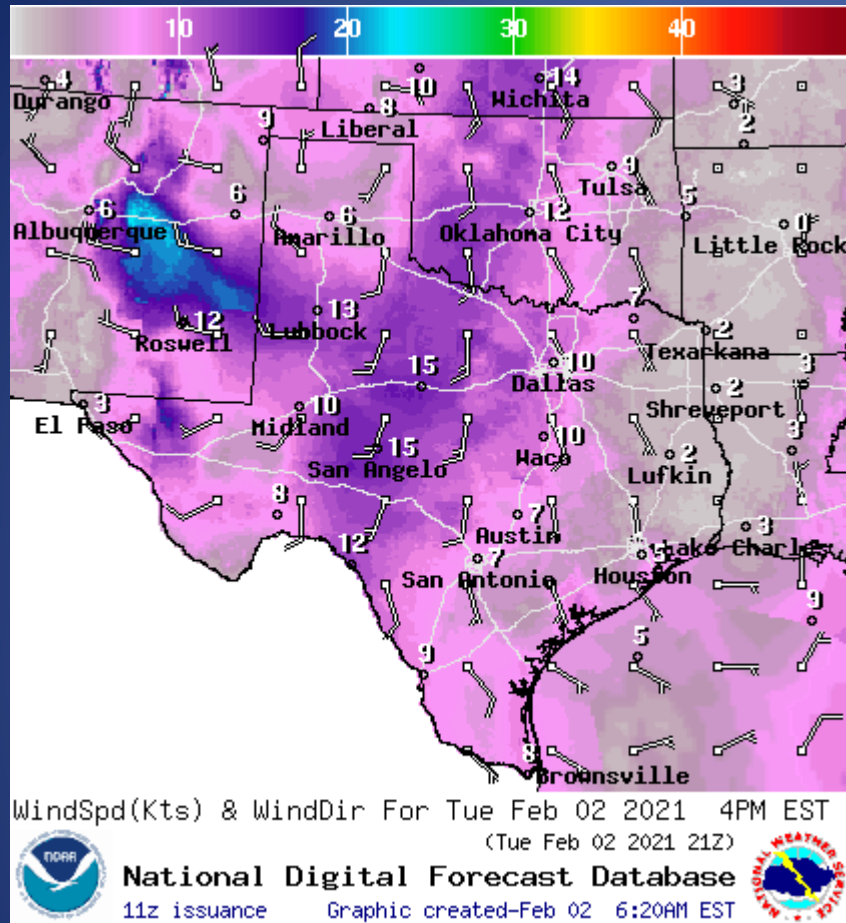 10 20 30 40
4 10 14 3
Durango Wichita
8
Liberal
9 2
9
Tulsa
6 6 6 12 5 0
Albuquerque Amarillo Oklahoma City Little Rock
13 7
12 Lubbock 2
Roswell Texarkana
15 10 3
Dallas 2
3 10 Shreveport
El Paso Midland
15 10 2 3
San Angelo Waco Lufkin
8 7 3
Austin Lake Charles
12 7 5
San Antonio Houston
9
5
9
8
Brownsville
WindSpd(Kts) & WindDir For Tue Feb 02 2021 4PM EST
(Tue Feb 02 2021 21Z)
NOAA
National Digital Forecast Database
11z issuance Graphic created-Feb 02 6:20AM EST
NATIONAL WEATHER SERVICE